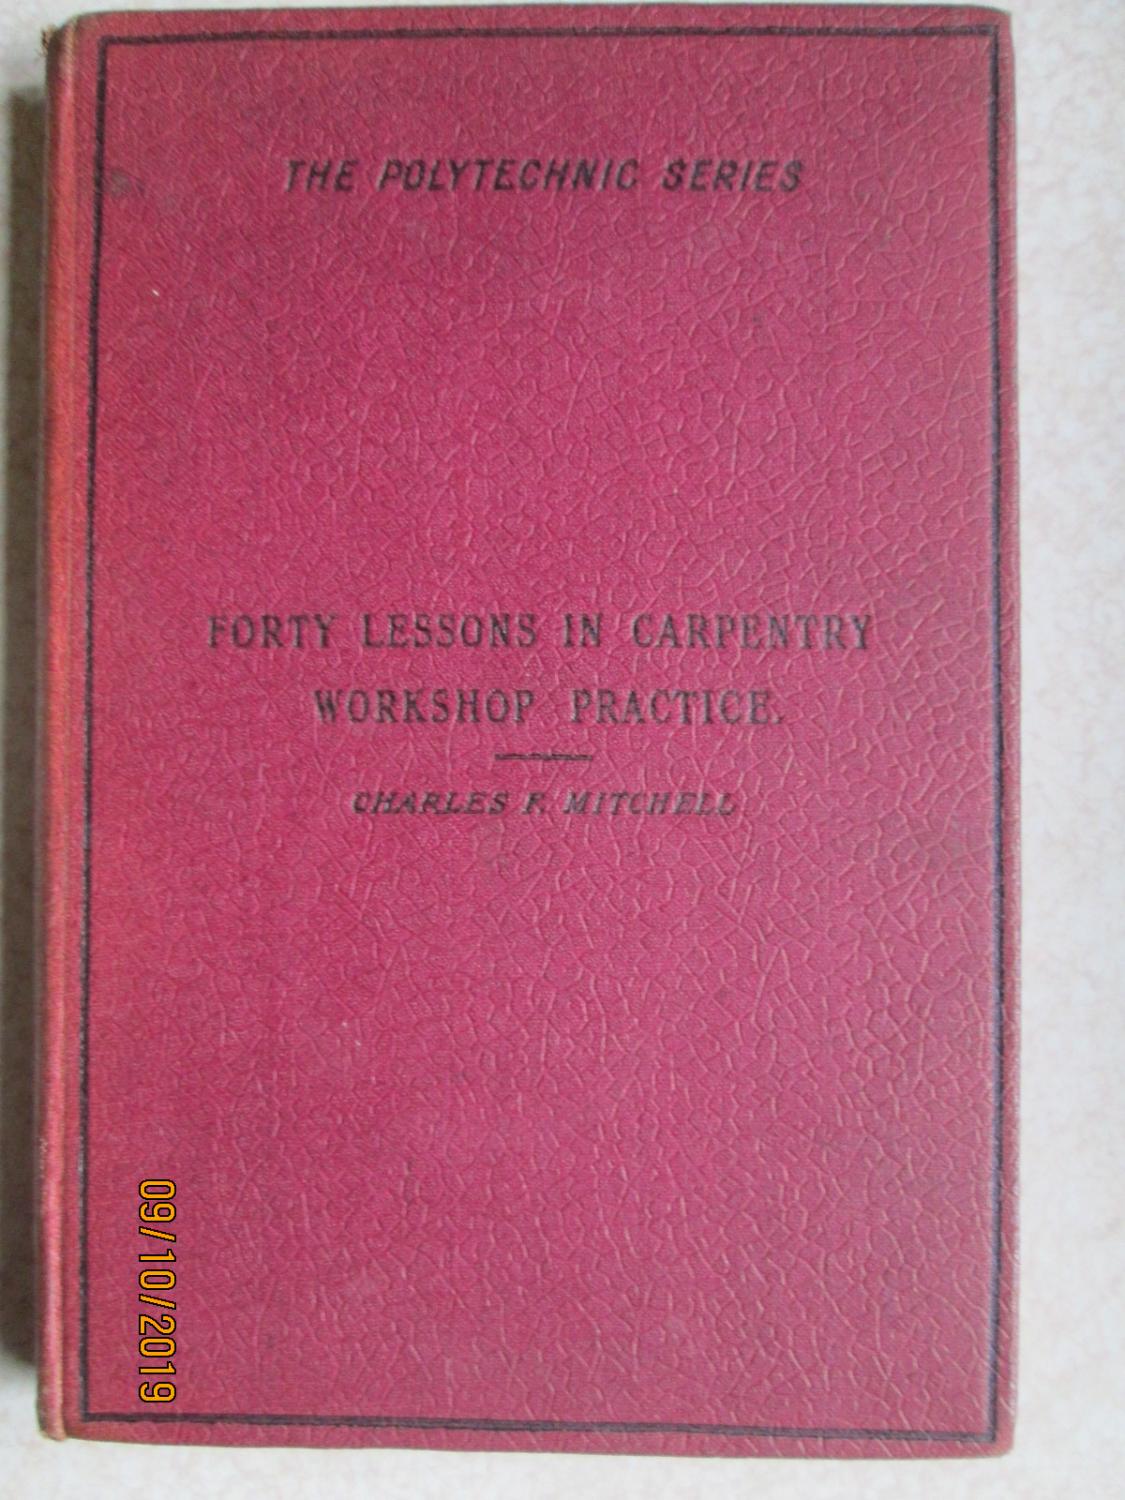 THE POLYTECHNIC SERIES
FORTY LESSONS IN CARPENTRY
WORKSHOP PRACTICE.
CHARLES F. MITCHELL
09/10/2019